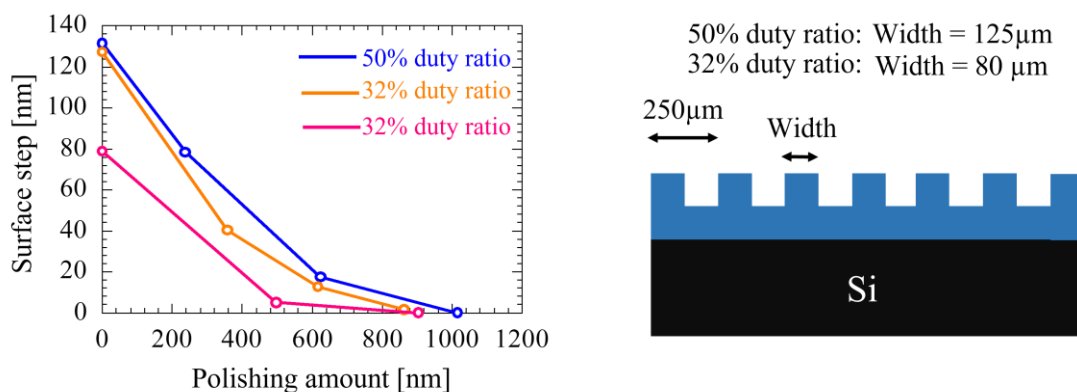 140
120
100
80
60
40
20
0
Surface step [nm]
0 200 400 600 800 1000 1200
Polishing amount [nm]
50% duty ratio
32% duty ratio
32% duty ratio
50% duty ratio: Width = 125μm
32% duty ratio: Width = 80 μm
250μm
Width
Si